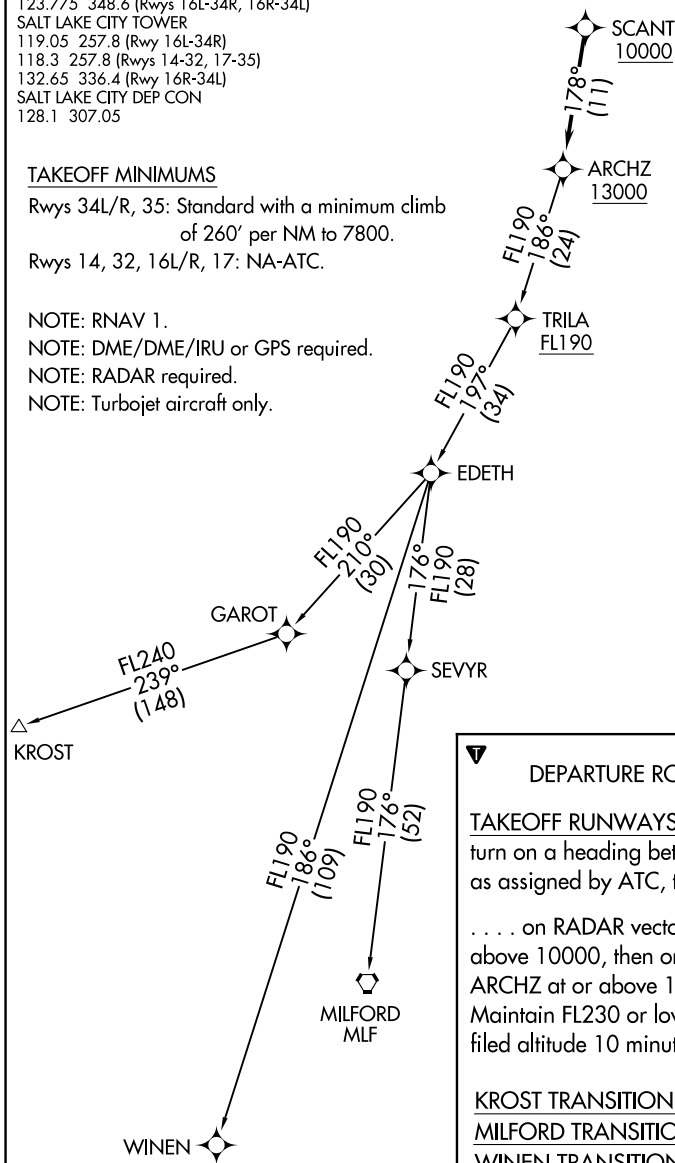 123.775 348.6 (Rwys 16L-34R, 16R-34L)
SALT LAKE CITY TOWER
119.05 257.8 (Rwy 16L-34R)
118.3 257.8 (Rwys 14-32, 17-35)
132.65 336.4 (Rwy 16R-34L)
SALT LAKE CITY DEP CON
128.1 307.05
TAKEOFF MINIMUMS
Rwys 34L/R, 35: Standard with a minimum climb
of 260' per NM to 7800.
Rwys 14, 32, 16L/R, 17: NA-ATC.
NOTE: RNAV 1.
NOTE: DME/DME/IRU or GPS required.
NOTE: RADAR required.
NOTE: Turbojet aircraft only.
SCANT
10000
178°
(11)
ARCHZ
13000
FL190
186°
(24)
TRILA
FL190
FL190
197°
(34)
EDETH
FL190
210°
(30)
176°
FL190
(28)
GAROT
SEVYR
FL240
239°
(148)
KROST
FL190
186°
(109)
FL190
176°
(52)
MILFORD
MLF
WINEN
T
DEPARTURE RO
TAKEOFF RUNWAYS
turn on a heading bet
as assigned by ATC, t
. . . . on RADAR vecto
above 10000, then on
ARCHZ at or above 1
Maintain FL230 or low
filed altitude 10 minut
KROST TRANSITION
MILFORD TRANSITIO
WINEN TRANSITION